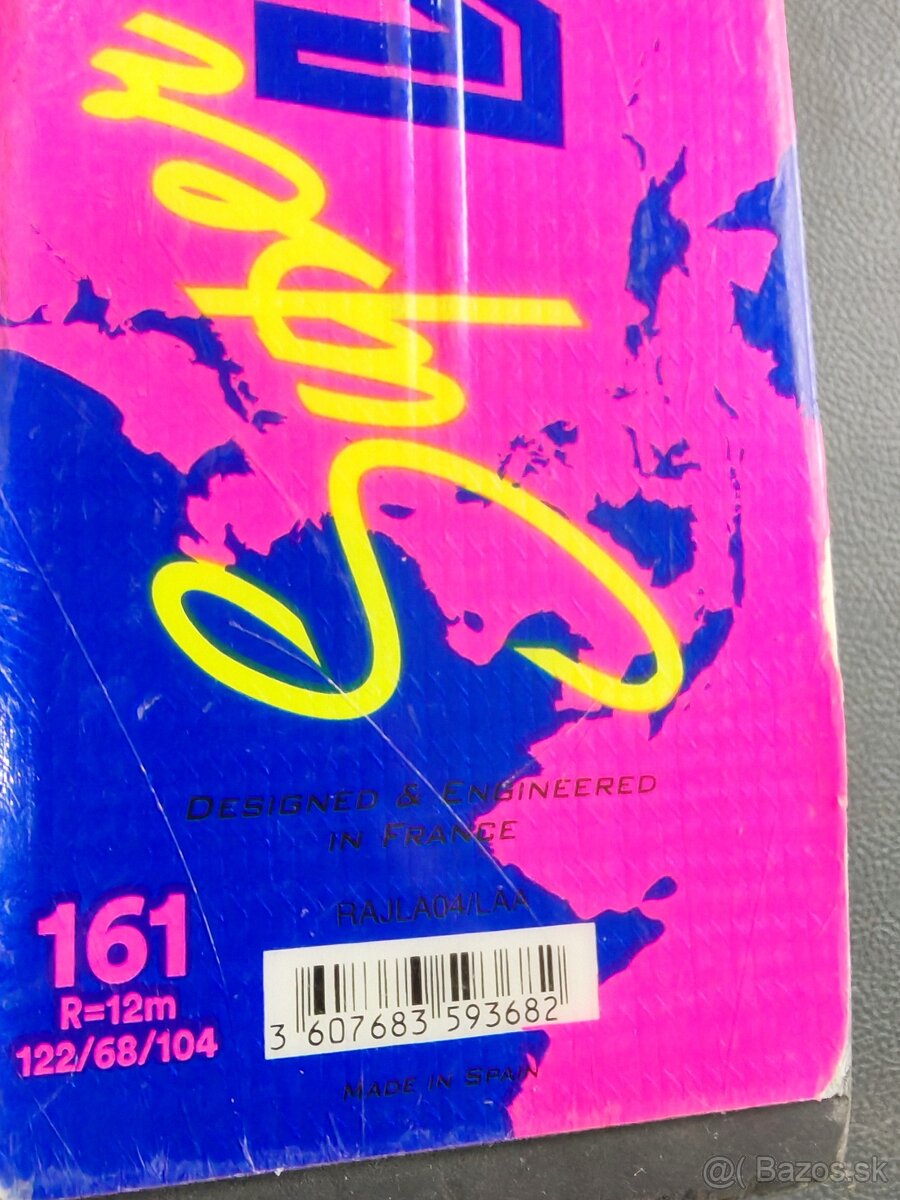 Super
DESIGNED & ENGINEERED
IN FRANCE
RAJLA04/LAA
161
R=12m
122/68/104
3 607683 593682
MADE IN SPAIN
@( Bazos.sk